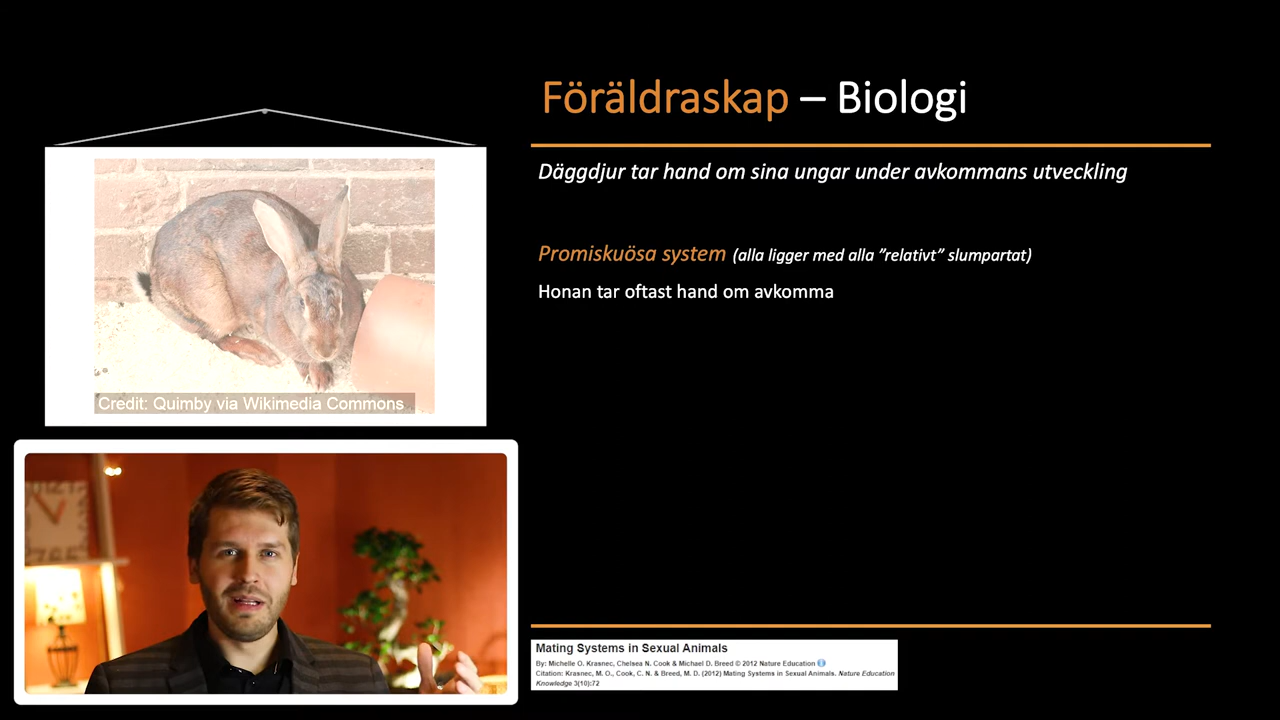 Föräldraskap – Biologi
Däggdjur tar hand om sina ungar under avkommans utveckling
Promiskuösa system (alla ligger med alla ”relativt” slumpartat)
Honan tar oftast hand om avkomma
Credit: Quimby via Wikimedia Commons
Mating Systems in Sexual Animals
By: Michelle O. Krasnec, Chelsea N. Cook & Michael D. Breed © 2012 Nature Education
Citation: Krasnec, M. O., Cook, C. N. & Breed, M. D. (2012) Mating Systems in Sexual Animals. Nature Education
Knowledge 3(10):72